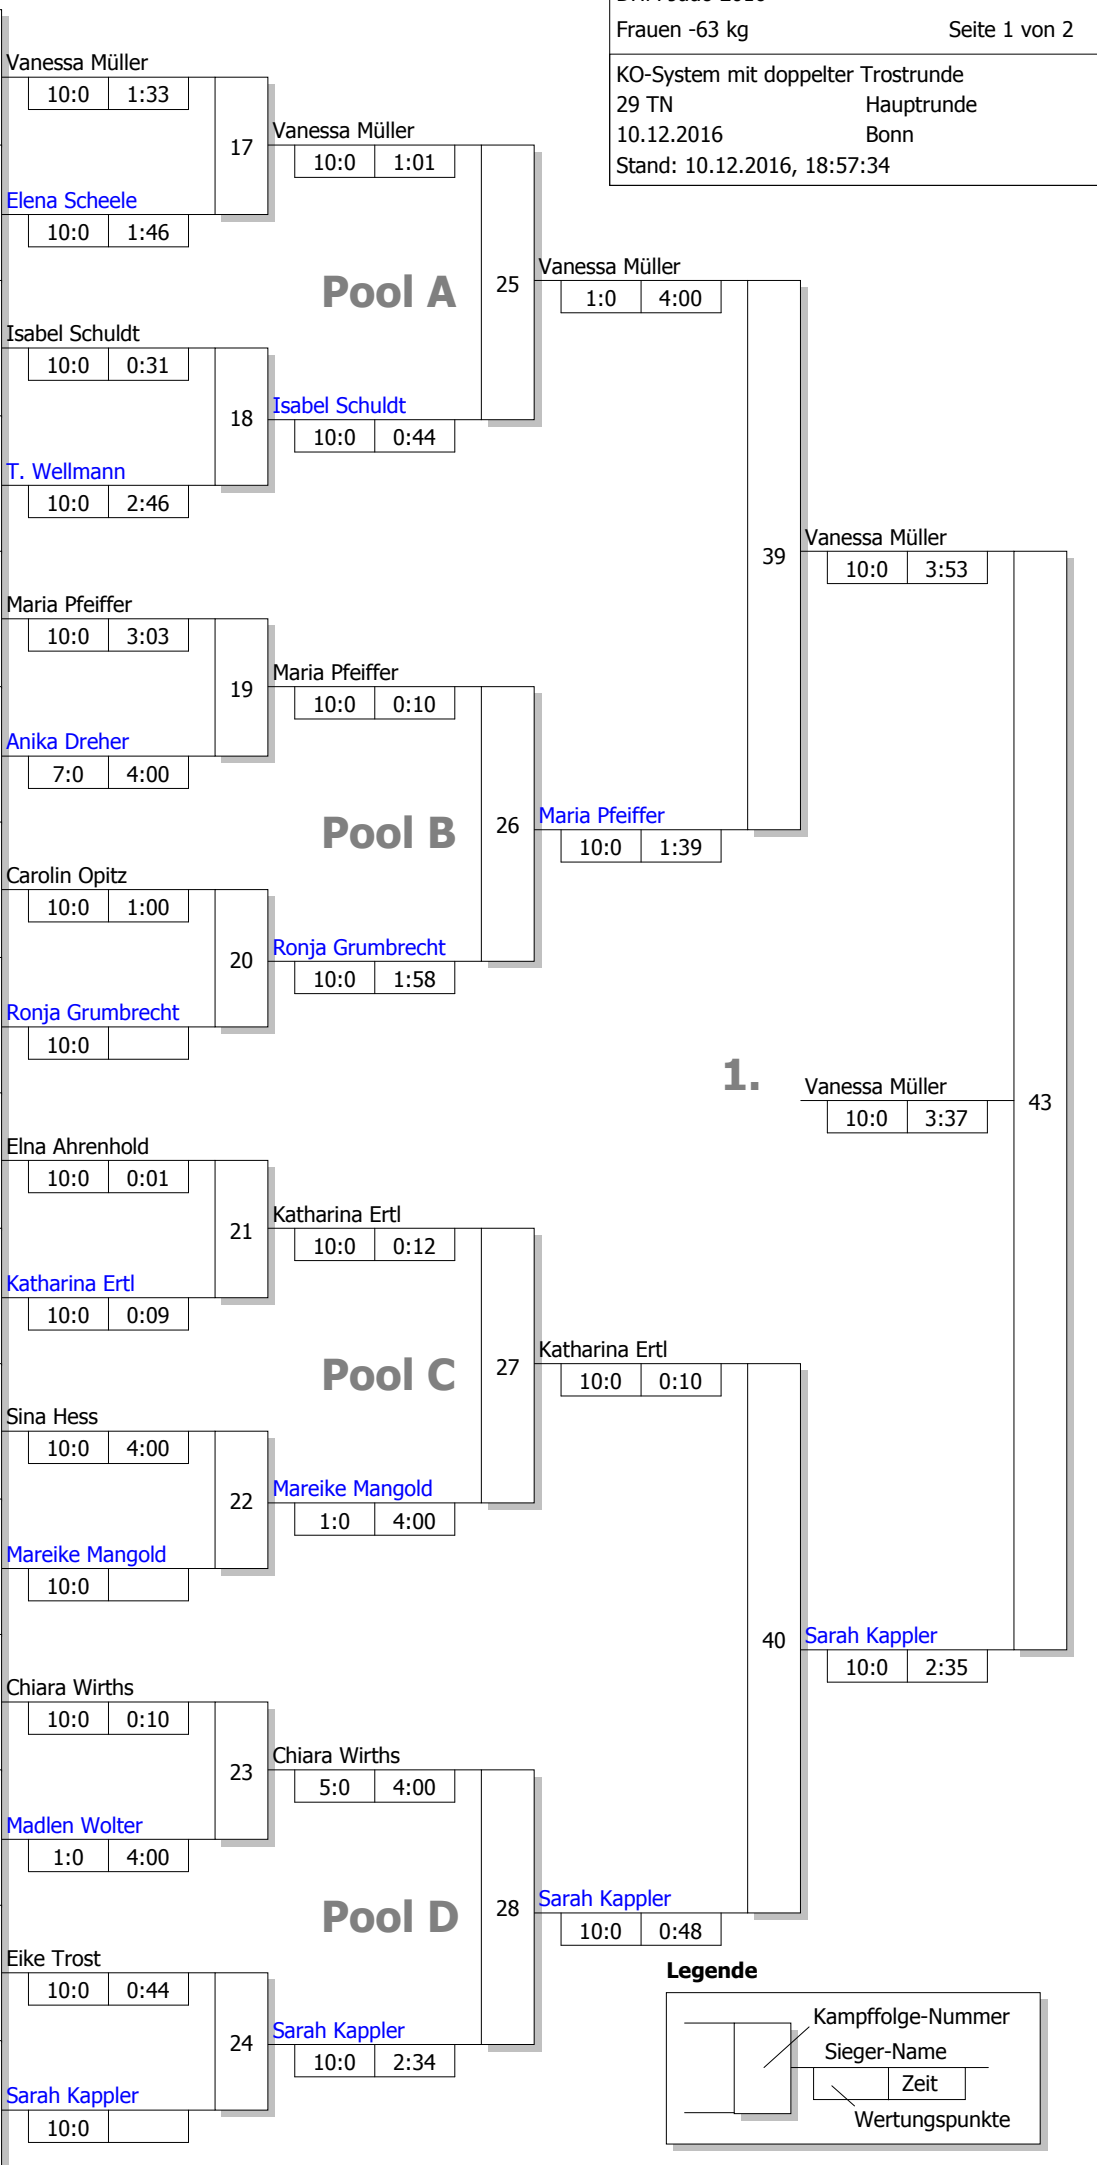 Frauen -63 kg Seite 1 von 2
KO-System mit doppelter Trostrunde
29 TN Hauptrunde
10.12.2016 Bonn
Stand: 10.12.2016, 18:57:34
Vanessa Müller
10:0 1:33
17
Vanessa Müller
10:0 1:01
Elena Scheele
10:0 1:46
Pool A
25
Vanessa Müller
1:0 4:00
Isabel Schuldt
10:0 0:31
18
Isabel Schuldt
10:0 0:44
T. Wellmann
10:0 2:46
39
Vanessa Müller
10:0 3:53
Maria Pfeiffer
10:0 3:03
19
Maria Pfeiffer
10:0 0:10
Anika Dreher
7:0 4:00
Pool B
26
Maria Pfeiffer
10:0 1:39
Carolin Opitz
10:0 1:00
20
Ronja Grumbrecht
10:0 1:58
Ronja Grumbrecht
10:0
1.
Vanessa Müller
10:0 3:37
43
Elna Ahrenhold
10:0 0:01
21
Katharina Ertl
10:0 0:12
Katharina Ertl
10:0 0:09
Pool C
27
Katharina Ertl
10:0 0:10
Sina Hess
10:0 4:00
22
Mareike Mangold
1:0 4:00
Mareike Mangold
10:0
40
Sarah Kappler
10:0 2:35
Chiara Wirths
10:0 0:10
23
Chiara Wirths
5:0 4:00
Madlen Wolter
1:0 4:00
Pool D
28
Sarah Kappler
10:0 0:48
Eike Trost
10:0 0:44
24
Sarah Kappler
10:0 2:34
Sarah Kappler
10:0
Legende
Kampffolge-Nummer
Sieger-Name
Zeit
Wertungspunkte